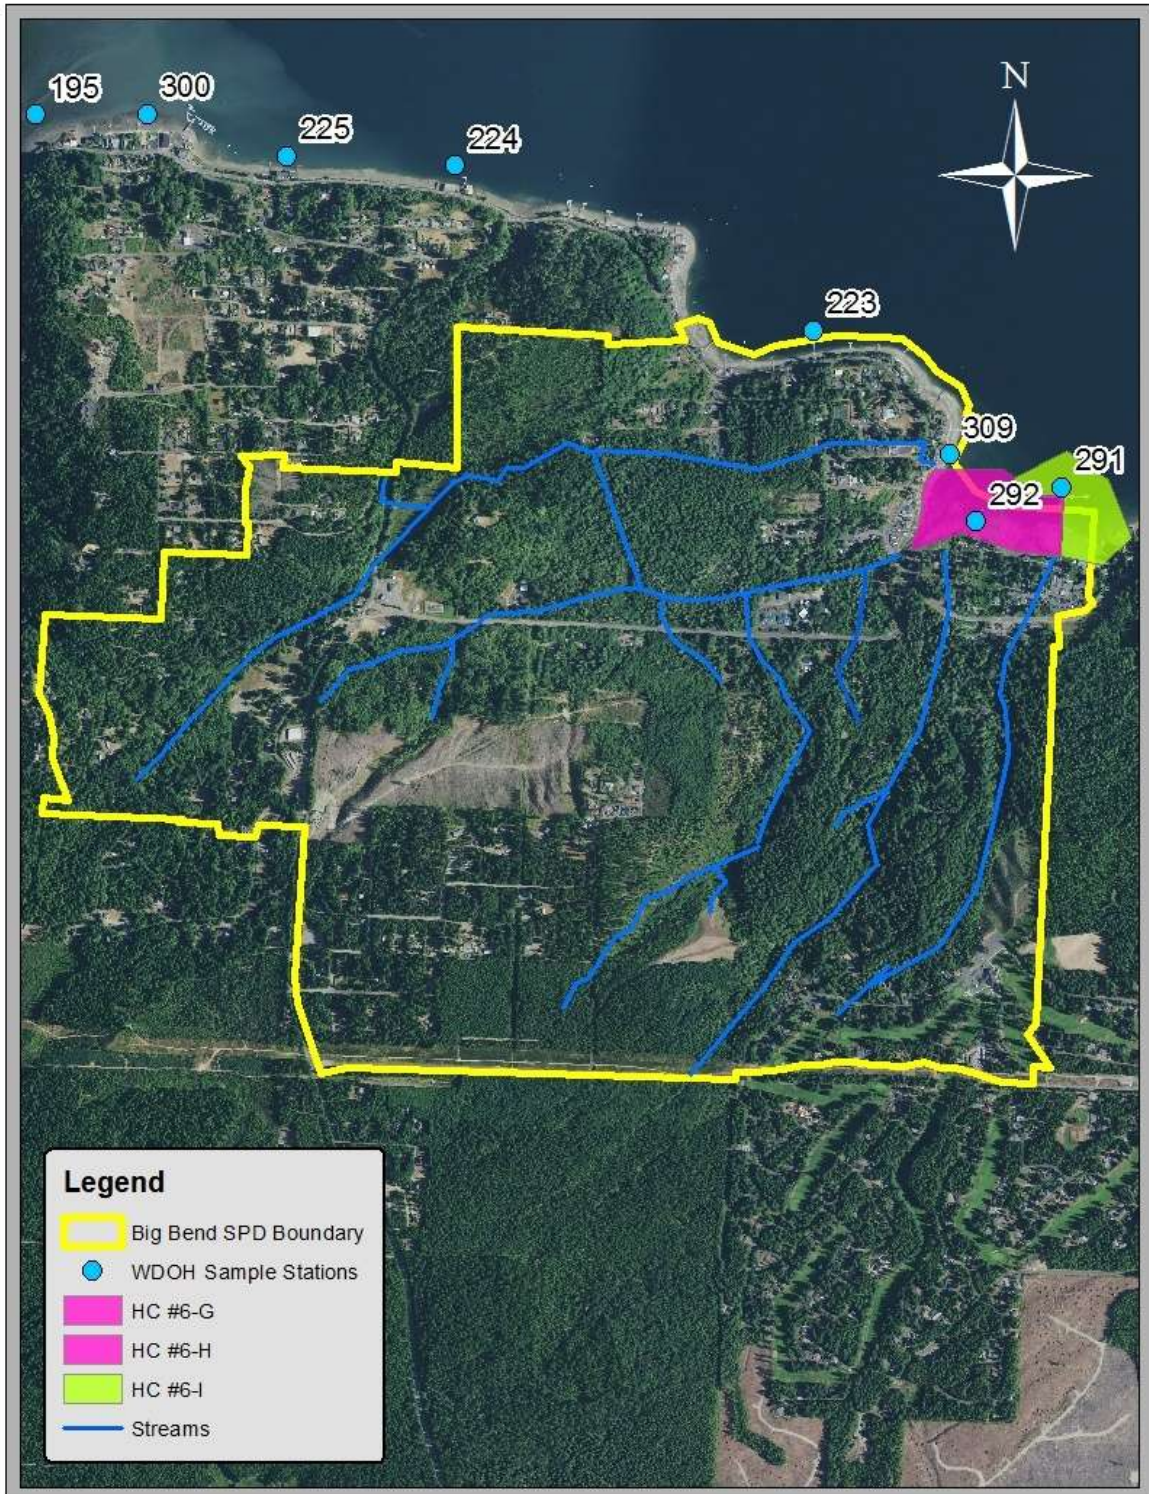 N
195
300
225
224
223
309
291
292
Legend
Big Bend SPD Boundary
WDOH Sample Stations
HC #6-G
HC #6-H
HC #6-I
Streams